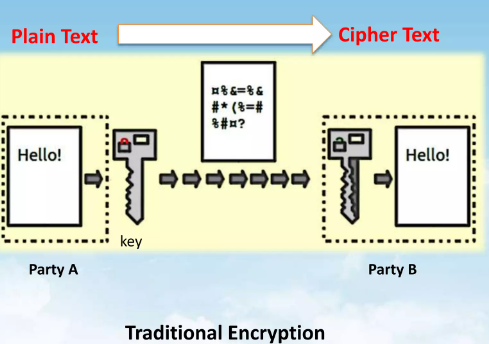 Plain Text
Cipher Text
¤%&=%&
#*(%=#
%#¤?
Hello!
Hello!
key
Party A
Party B
Traditional Encryption